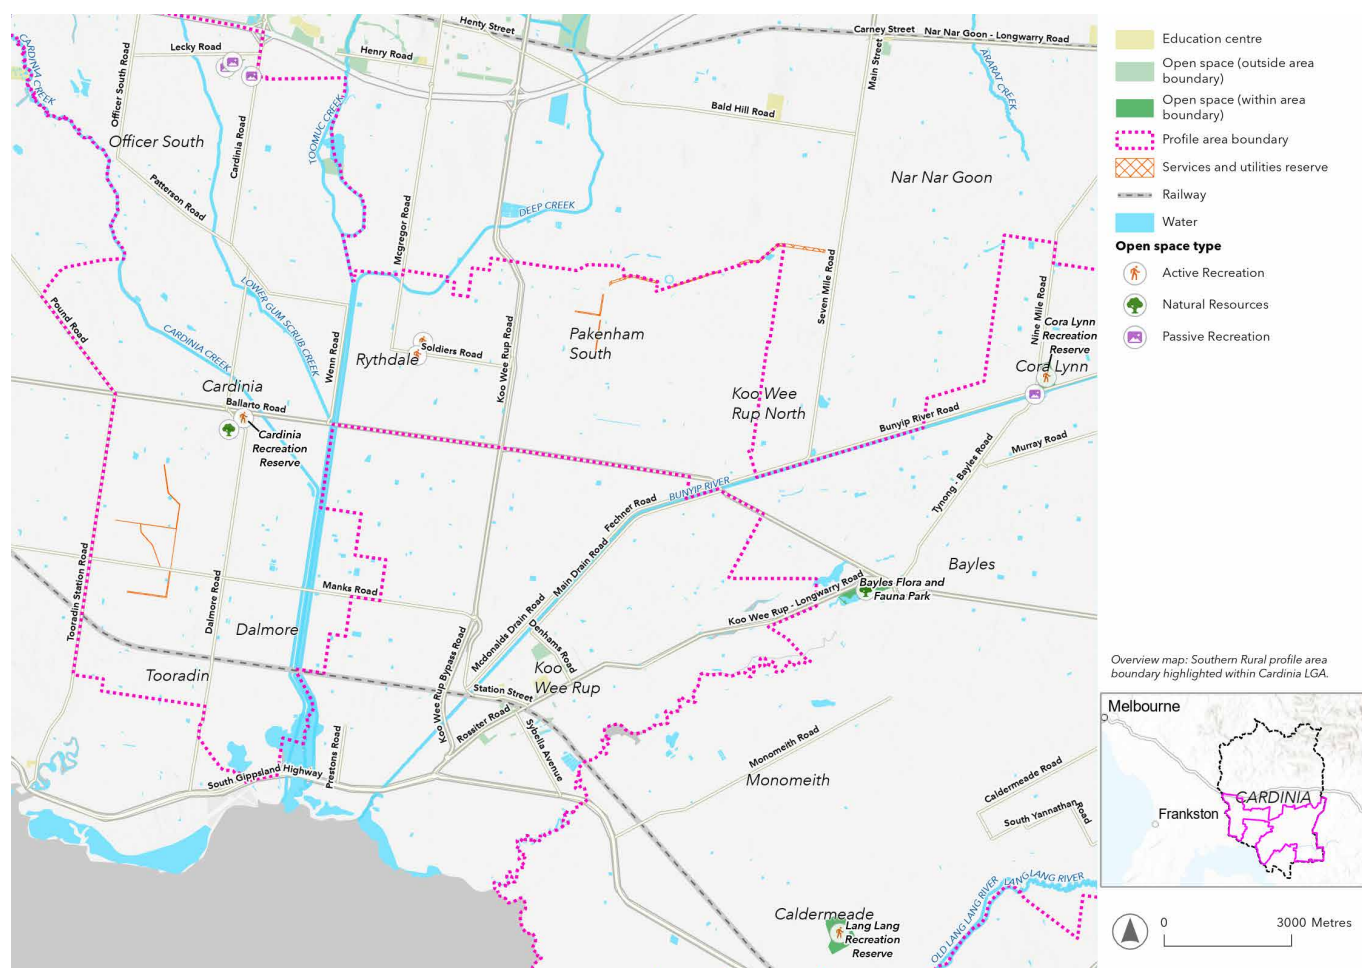 Henty Street
Carney Street
Nar Nar Goon - Longwarry Road
Lecky Road
Henry Road
Main Street
CARDINIA CREEK
Officer South Road
ARARAT CREEK
Bald Hill Road
TOOMUC CREEK
Officer South
Cardinia Road
Nar Nar Goon
Patterson Road
DEEP CREEK
Mcgregor Road
Seven Mile Road
LOWER GUM SCRUB CREEK
Pound Road
Nine Mile Road
Cora Lynn
Recreation
Reserve
CARDINIA CREEK
Wenn Road
Koo Wee Rup Road
Pakenham
South
Soldiers Road
Rythdale
Cora Lynn
Cardinia
Koo Wee
Rup North
Ballarto Road
Bunyip River Road
Cardinia
Recreation
Reserve
Murray Road
Tynong - Bayles Road
BUNYIP RIVER
Fechner Road
Main Drain Road
Bayles
Tooradin Station Road
Dalmore Road
Manks Road
Bayles Flora and
Fauna Park
Koo Wee Rup - Longwarry Road
Mcdonalds Drain Road
Denhams Road
Dalmore
Koo Wee Rup Bypass Road
Tooradin
Koo
Wee Rup
Station Street
Rossiter Road
Sybella Avenue
Prestons Road
South Gippsland Highway
Monomeith Road
Monomeith
Caldermeade Road
South Yannathan
Road
Caldermeade
Lang Lang
Recreation
Reserve
OLD LANG LANG RIVER
LANG LANG RIVER
Education centre
Open space (outside area
boundary)
Open space (within area
boundary)
Profile area boundary
Services and utilities reserve
Railway
Water
Open space type
Active Recreation
Natural Resources
Passive Recreation
Overview map: Southern Rural profile area
boundary highlighted within Cardinia LGA.
Melbourne
CARDINIA
Frankston
0
3000 Metres